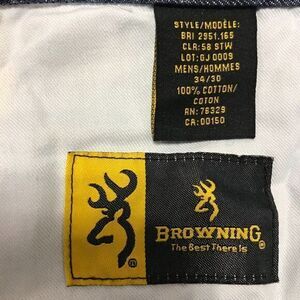 STYLE/MODÈLE:
BRI 2951.165
CLR: 58 STW
LOT: OJ 0009
MENS/HOMMES
34/30
100% COTTON/
COTON
RN: 76329
CA: 00150
BROWNING®
The Best There Is
®